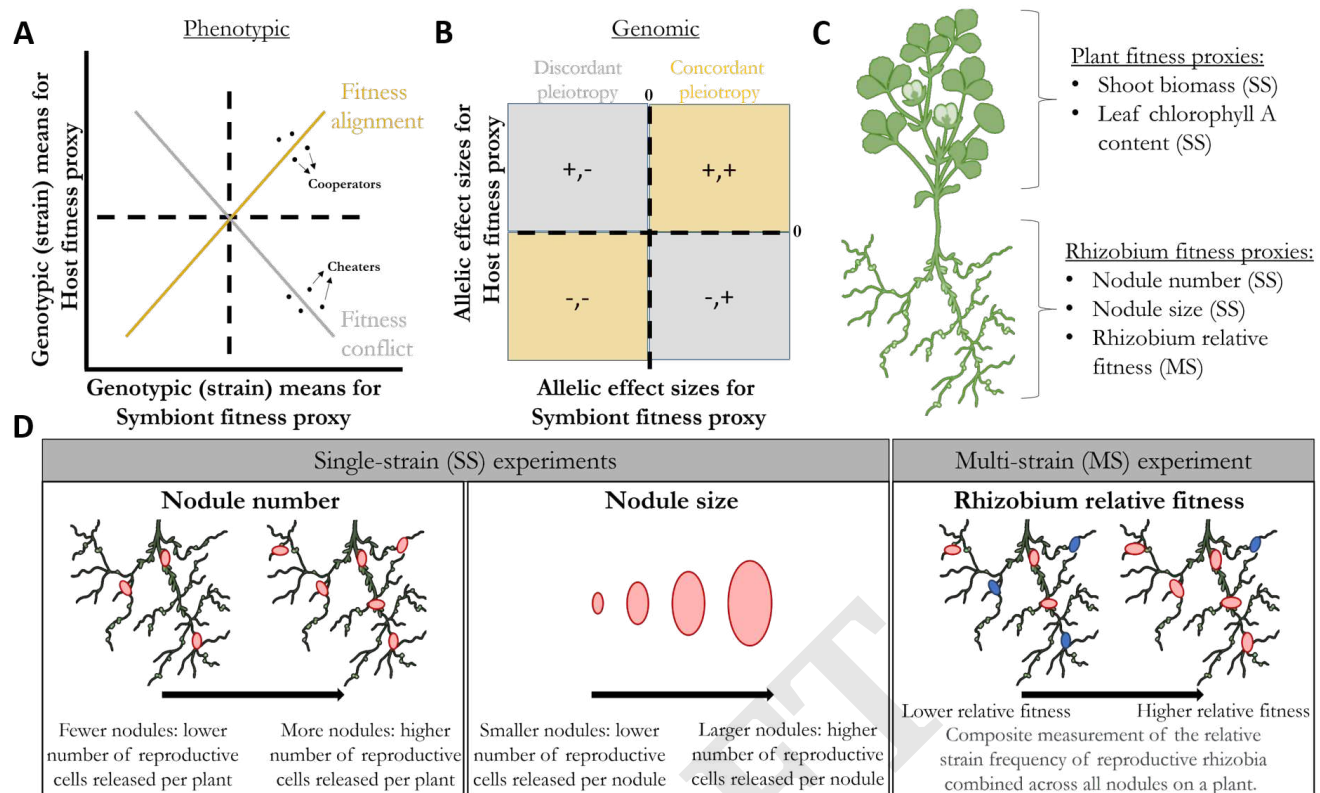 A
Phenotypic
Genotypic (strain) means for
Host fitness proxy
Fitness
alignment
Cooperators
Cheaters
Fitness
conflict
Genotypic (strain) means for
Symbiont fitness proxy
B
Genomic
Discordant
pleiotropy
Concordant
pleiotropy
0
Allelic effect sizes for
Host fitness proxy
+,-
+,+
0
-,-
-,+
Allelic effect sizes for
Symbiont fitness proxy
C
Plant fitness proxies:
• Shoot biomass (SS)
• Leaf chlorophyll A
content (SS)
Rhizobium fitness proxies:
• Nodule number (SS)
• Nodule size (SS)
• Rhizobium relative
fitness (MS)
D
Single-strain (SS) experiments
Multi-strain (MS) experiment
Nodule number
Fewer nodules: lower
number of reproductive
cells released per plant
More nodules: higher
number of reproductive
cells released per plant
Nodule size
Smaller nodules: lower
number of reproductive
cells released per nodule
Larger nodules: higher
number of reproductive
cells released per nodule
Rhizobium relative fitness
Lower relative fitness
Higher relative fitness
Composite measurement of the relative
strain frequency of reproductive rhizobia
combined across all nodules on a plant.